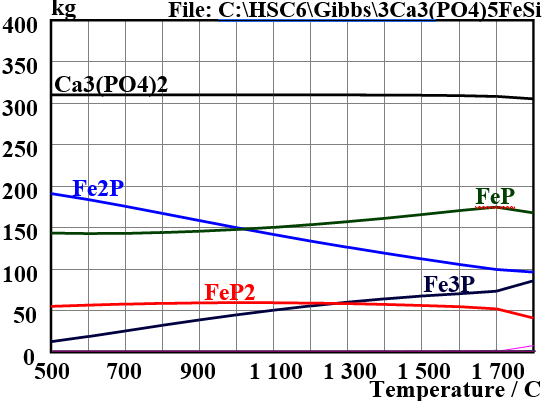 kg File: C:\HSC6\Gibbs\3Ca3(PO4)5FeSi
400
350
300
250
200
150
100
50
0
Ca3(PO4)2
Fe2P
FeP
FeP2
Fe3P
500 700 900 1 100 1 300 1 500 1 700
Temperature / C